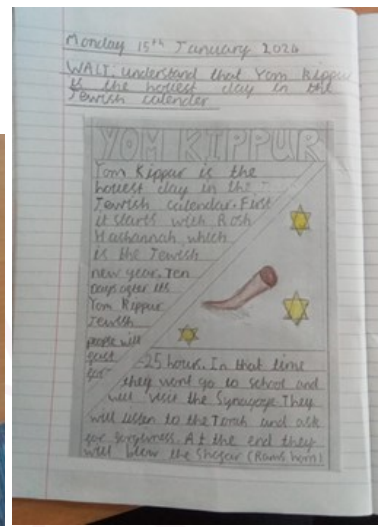 Monday 15th January 2024
WALT: understand that Yom Kippur
is the holiest day in the
Jewish calender
YOM KIPPUR
Yom Kippur is the
holiest day in the
Jewish calendar. First
it starts with Rosh
Hashannah which
is the Jewish
new year. Ten
days after its
Yom Kippur
Jewish
people will
fast
for 25 hours. In that time
they wont go to school and
will visit the Synagoge. They
will listen to the Torah and ask
for forgivness. At the end they
will blow the Shofar (Rams horn)